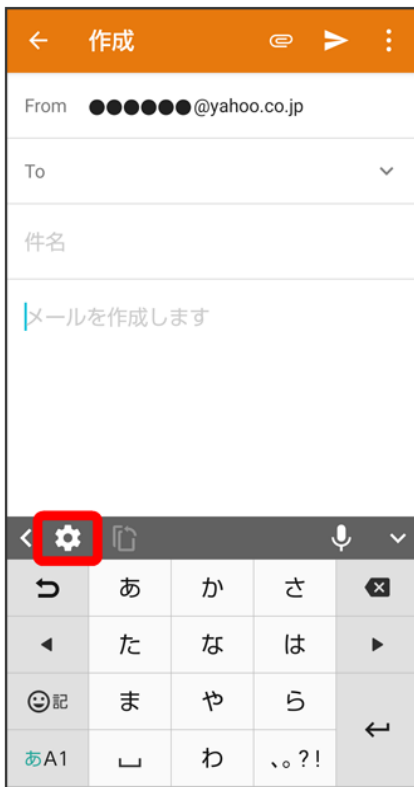 作成
From ●●●●●●@yahoo.co.jp
To
件名
メールを作成します
あ か さ
た な は
記 ま や ら
あA1 わ 、。?!